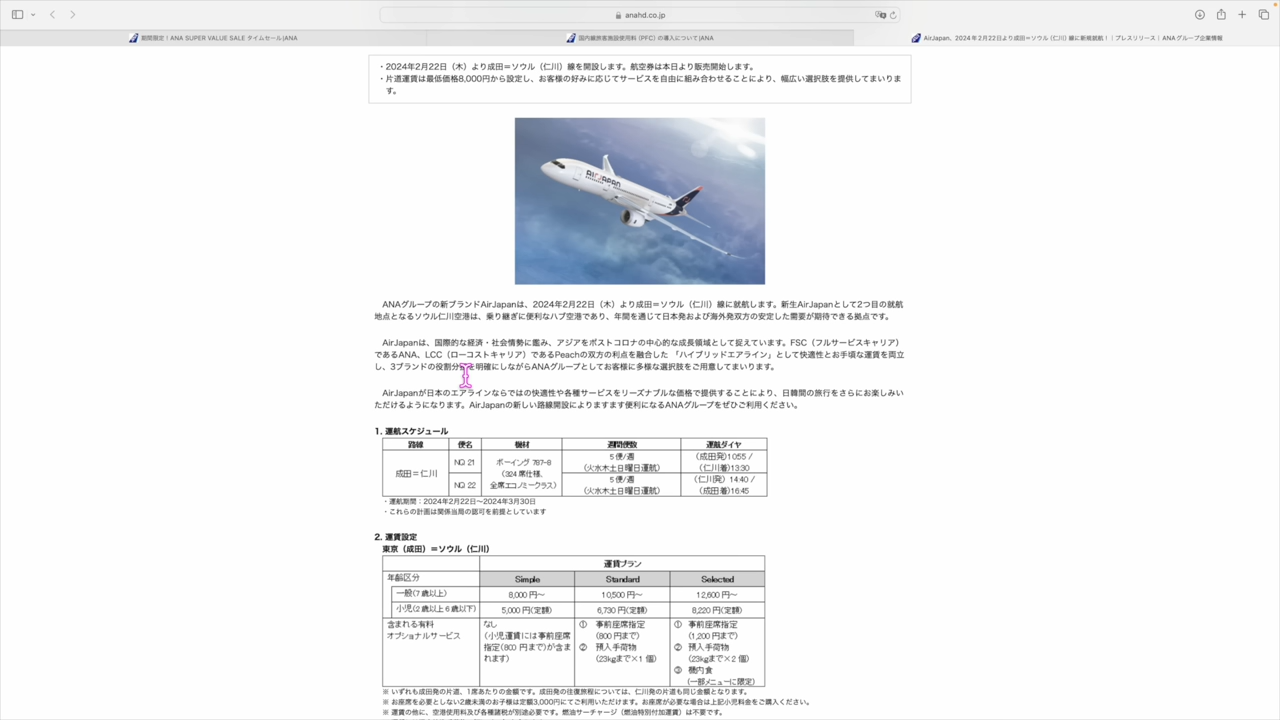 anahd.co.jp
期間限定！ANA SUPER VALUE SALE タイムセール|ANA
国内線旅客施設使用料 (PFC) の導入について|ANA
AirJapan、2024年2月22日より成田＝ソウル (仁川) 線に新規就航！｜プレスリリース｜ANAグループ企業情報
・2024年2月22日（木）より成田＝ソウル（仁川）線を開設します。航空券は本日より販売開始します。
・片道運賃は最低価格8,000円から設定し、お客様の好みに応じてサービスを自由に組み合わせることにより、幅広い選択肢を提供してまいりま
す。
AIRJAPAN
ANAグループの新ブランドAirJapanは、2024年2月22日（木）より成田＝ソウル（仁川）線に就航します。新生AirJapanとして2つ目の就航
地点となるソウル仁川空港は、乗り継ぎに便利なハブ空港であり、年間を通じて日本発および海外発双方の安定した需要が期待できる拠点です。
AirJapanは、国際的な経済・社会情勢に鑑み、アジアをポストコロナの中心的な成長領域として捉えています。FSC（フルサービスキャリア）
であるANA、LCC（ローコストキャリア）であるPeachの双方の利点を融合した「ハイブリッドエアライン」として快適性とお手頃な運賃を両立
し、3ブランドの役割分を明確にしながらANAグループとしてお客様に多様な選択肢をご用意してまいります。
AirJapanが日本のエアラインならではの快適性や各種サービスをリーズナブルな価格で提供することにより、日韓間の旅行をさらにお楽しみい
ただけるようになります。AirJapanの新しい路線開設によりますます便利になるANAグループをぜひご利用ください。
1. 運航スケジュール
路線 便名 機材 週間便数 運航ダイヤ
成田＝仁川 NQ 21 ボーイング 787-8 (324席仕様、全席エコノミークラス) 5便/週 (火水木土日曜日運航) (成田発)10:55 / (仁川着)13:30
NQ 22 5便/週 (火水木土日曜日運航) (仁川発) 14:40 / (成田着)16:45
・運航期間：2024年2月22日～2024年3月30日
・これらの計画は関係当局の認可を前提としています
2. 運賃設定
東京（成田）＝ソウル（仁川）
運賃プラン
年齢区分 Simple Standard Selected
一般(7歳以上) 8,000円～ 10,500円～ 12,600円～
小児(2歳以上6歳以下) 5,000円(定額) 6,730円(定額) 8,220円(定額)
含まれる有料オプショナルサービス なし (小児運賃には事前座席指定(800円まで)が含まれます) ① 事前座席指定 (800円まで) ② 預入手荷物 (23kgまで×1個) ① 事前座席指定 (1,200円まで) ② 預入手荷物 (23kgまで×2個) ③ 機内食 (一部メニューに限定)
※ いずれも成田発の片道、1席あたりの金額です。成田発の往復旅程については、仁川発の片道も同じ金額となります。
※ お座席を必要としない2歳未満のお子様は定額3,000円にてご利用いただけます。お座席が必要な場合は上記小児料金をご購入ください。
※ 運賃の他に、空港使用料及び各種諸税が別途必要です。燃油サーチャージ（燃油特別付加運賃）は不要です。